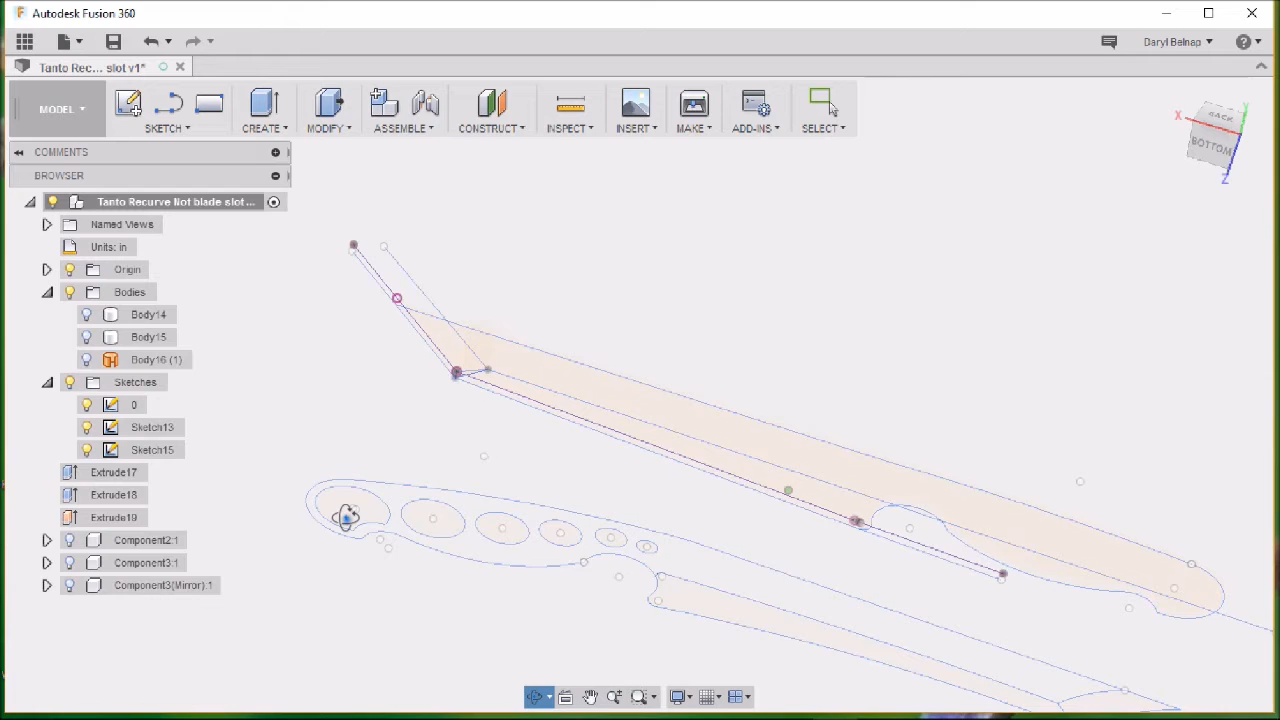 Autodesk Fusion 360
Daryl Belnap
Tanto Rec... slot v1*
MODEL
SKETCH
CREATE
MODIFY
ASSEMBLE
CONSTRUCT
INSPECT
INSERT
MAKE
ADD-INS
SELECT
COMMENTS
BROWSER
Tanto Recurve Not blade slot ...
Named Views
Units: in
Origin
Bodies
Body14
Body15
Body16 (1)
Sketches
0
Sketch13
Sketch15
Extrude17
Extrude18
Extrude19
Component2:1
Component3:1
Component3(Mirror):1
X
Y
BACK
BOTTOM
Z